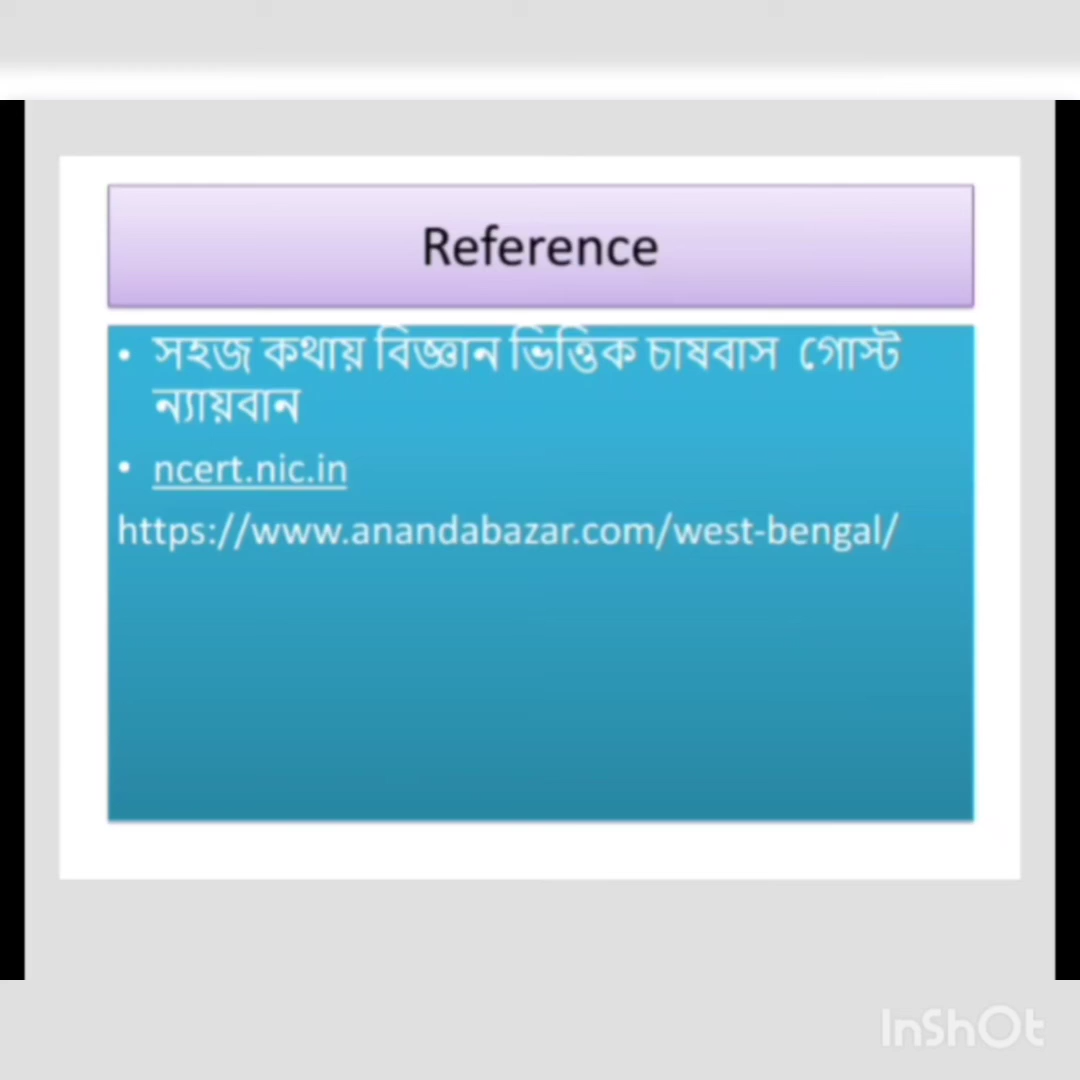 Reference
• সহজ কথায় বিজ্ঞান ভিত্তিক চাষবাস গোস্ট
ন্যায়বান
• ncert.nic.in
https://www.anandabazar.com/west-bengal/
InShOt